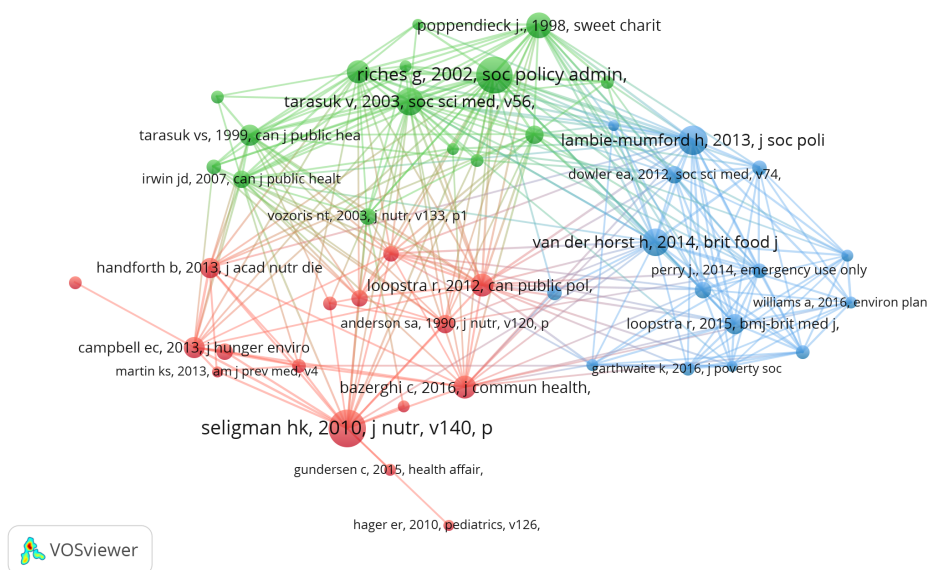 poppendieck j., 1998, sweet charit
riches g, 2002, soc policy admin,
tarasuk v, 2003, soc sci med, v56,
tarasuk vs, 1999, can j public hea
lambie-mumford h, 2013, j soc poli
dowler ea, 2012, soc sci med, v74,
irwin jd, 2007, can j public healt
vozoris nt, 2003, j nutr, v133, p1
van der horst h, 2014, brit food j
handforth b, 2013, j acad nutr die
perry j., 2014, emergency use only
loopstra r, 2012, can public pol,
williams a, 2016, environ plan
anderson sa, 1990, j nutr, v120, p
loopstra r, 2015, bmj-brit med j,
campbell ec, 2013, j hunger enviro
garthwaite k, 2016, j poverty soc
martin ks, 2013, am j prev med, v4
bazerghi c, 2016, j commun health,
seligman hk, 2010, j nutr, v140, p
gundersen c, 2015, health affair,
hager er, 2010, pediatrics, v126,
VOSviewer